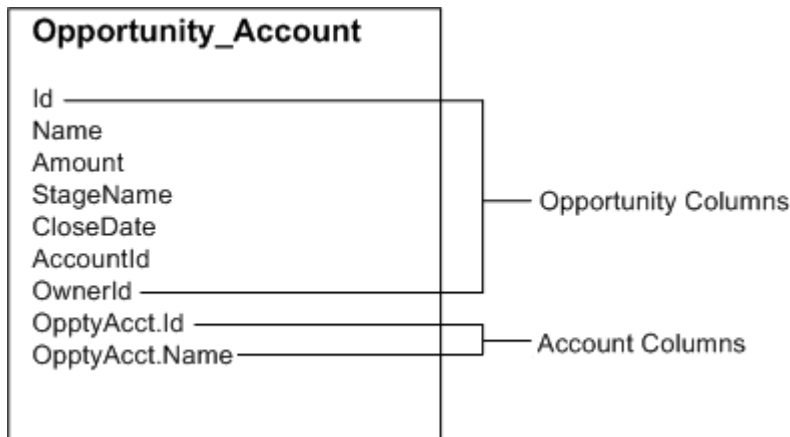 Opportunity_Account
Id
Name
Amount
StageName
CloseDate
AccountId
OwnerId
OpptyAcct.Id
OpptyAcct.Name
Opportunity Columns
Account Columns